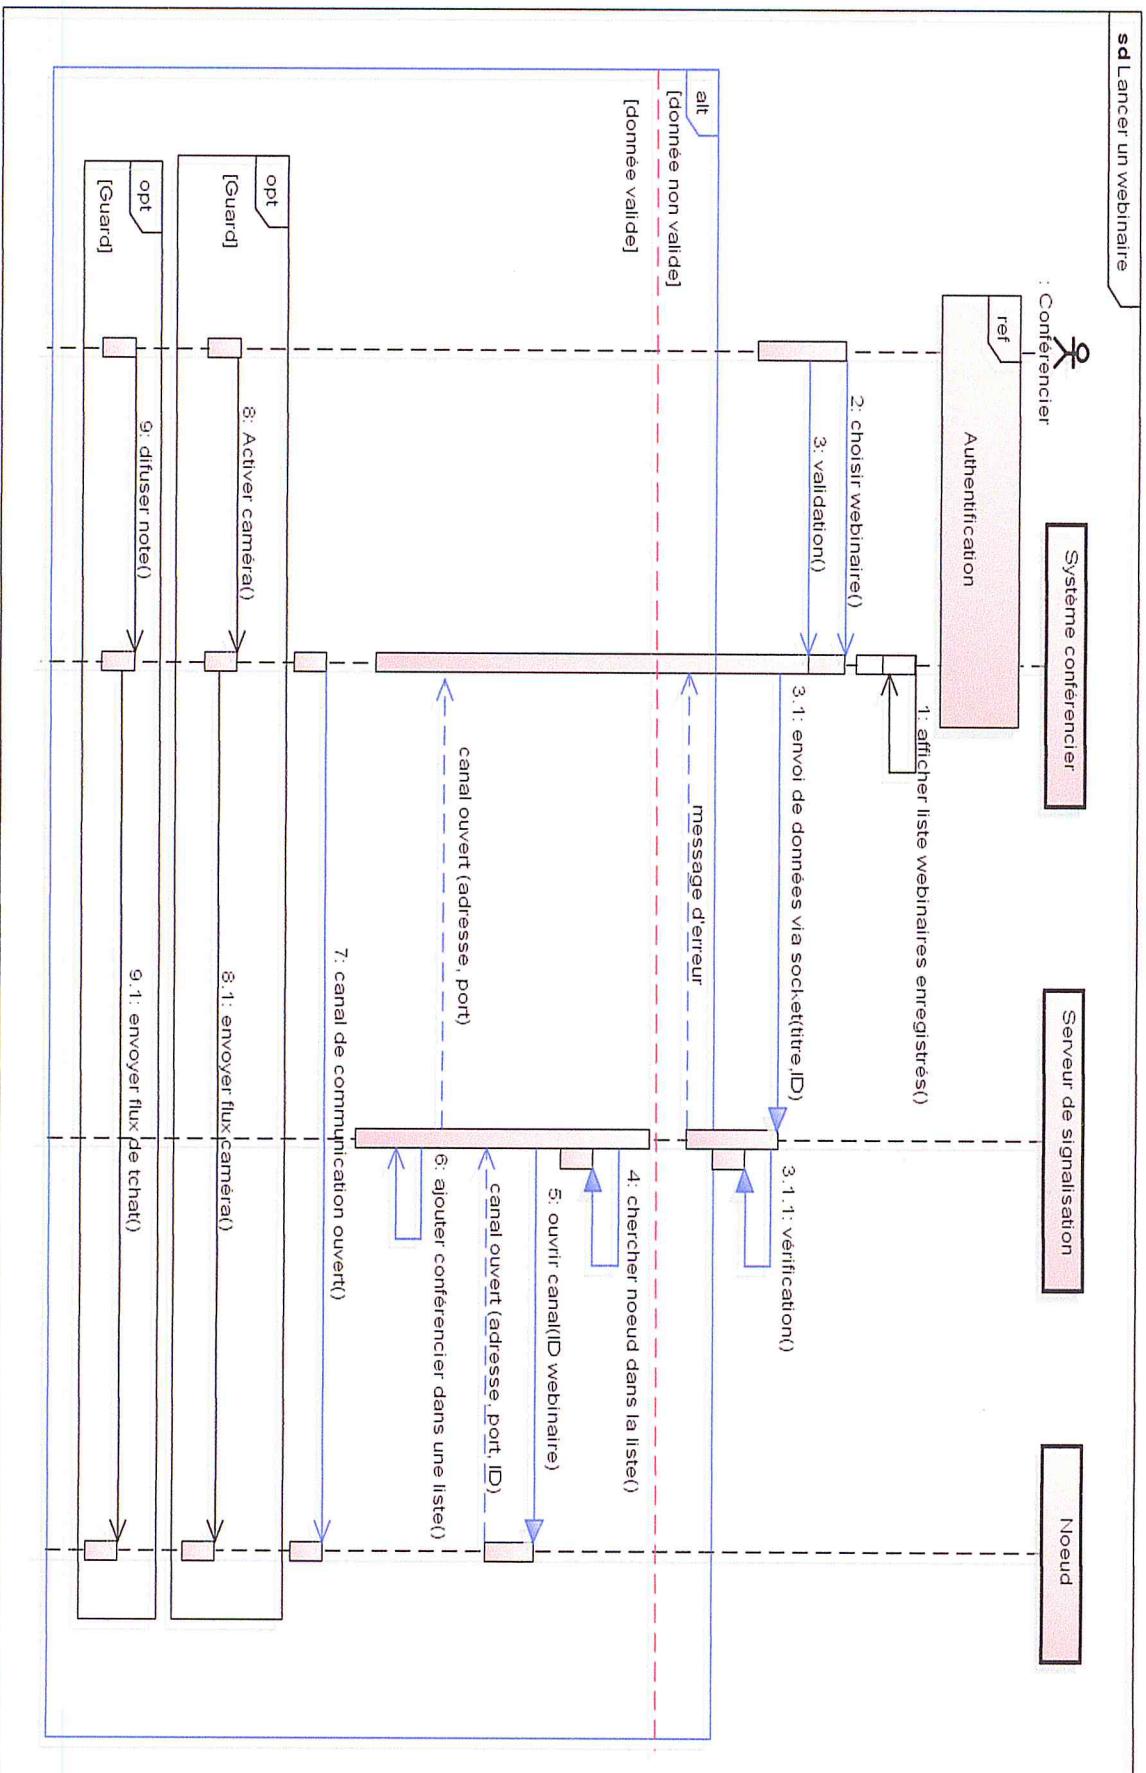 sd Lancer un webinaire
: Conférencier
Système conférencier
Serveur de signalisation
Noeud
ref
Authentification
1: afficher liste webinaires enregistrés()
2: choisir webinaire()
3: validation()
3.1: envoi de données via socket(titre,ID)
3.1.1: vérification()
alt
[donnée non valide]
message d'erreur
[donnée valide]
4: chercher noeud dans la liste()
5: ouvrir canal(ID webinaire)
canal ouvert (adresse, port, ID)
canal ouvert (adresse, port)
6: ajouter conférencier dans une liste()
7: canal de communication ouvert()
opt
[Guard]
8: Activer caméra()
8.1: envoyer flux caméra()
opt
[Guard]
9: difuser note()
9.1: envoyer flux de tchat()